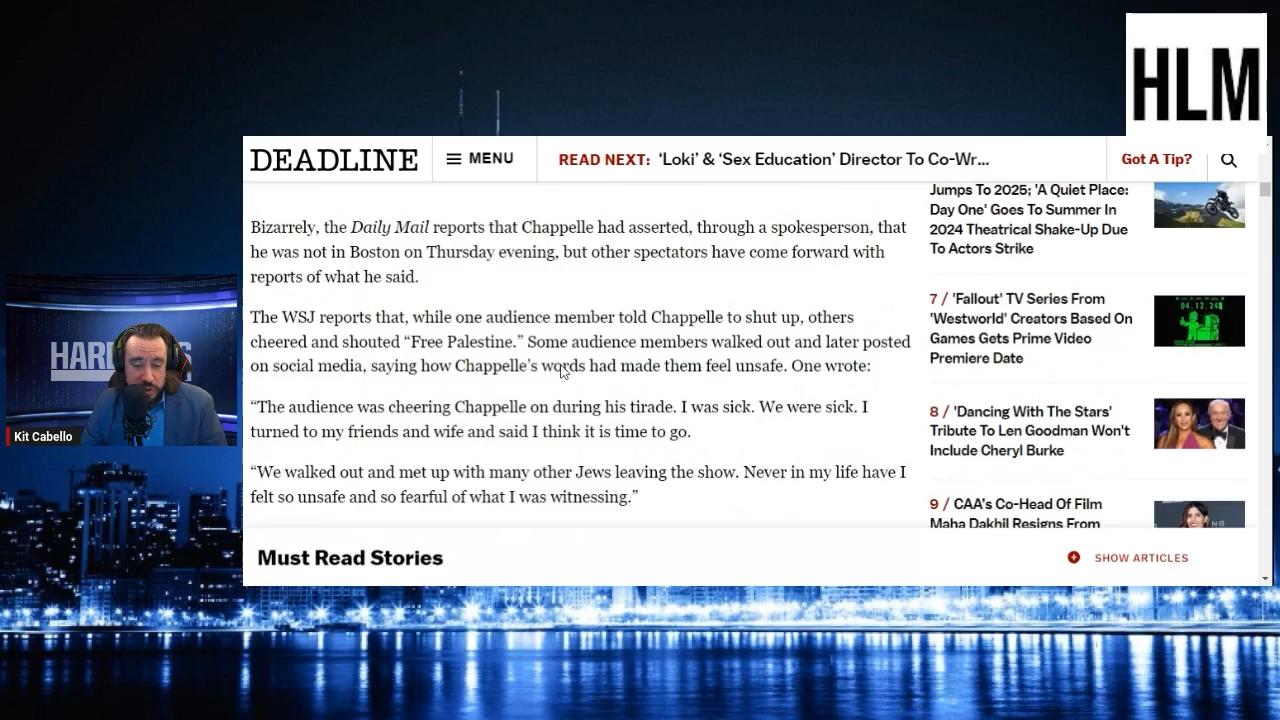 HLM
DEADLINE
MENU
READ NEXT: ‘Loki’ & ‘Sex Education’ Director To Co-Wr...
Got A Tip?
Bizarrely, the Daily Mail reports that Chappelle had asserted, through a spokesperson, that
he was not in Boston on Thursday evening, but other spectators have come forward with
reports of what he said.
The WSJ reports that, while one audience member told Chappelle to shut up, others
cheered and shouted “Free Palestine.” Some audience members walked out and later posted
on social media, saying how Chappelle’s words had made them feel unsafe. One wrote:
“The audience was cheering Chappelle on during his tirade. I was sick. We were sick. I
turned to my friends and wife and said I think it is time to go.
“We walked out and met up with many other Jews leaving the show. Never in my life have I
felt so unsafe and so fearful of what I was witnessing.”
Jumps To 2025; 'A Quiet Place:
Day One' Goes To Summer In
2024 Theatrical Shake-Up Due
To Actors Strike
7 / 'Fallout' TV Series From
'Westworld' Creators Based On
Games Gets Prime Video
Premiere Date
04.12.24
8 / 'Dancing With The Stars'
Tribute To Len Goodman Won't
Include Cheryl Burke
9 / CAA's Co-Head Of Film
Maha Dakhil Resigns From
Must Read Stories
SHOW ARTICLES
Kit Cabello